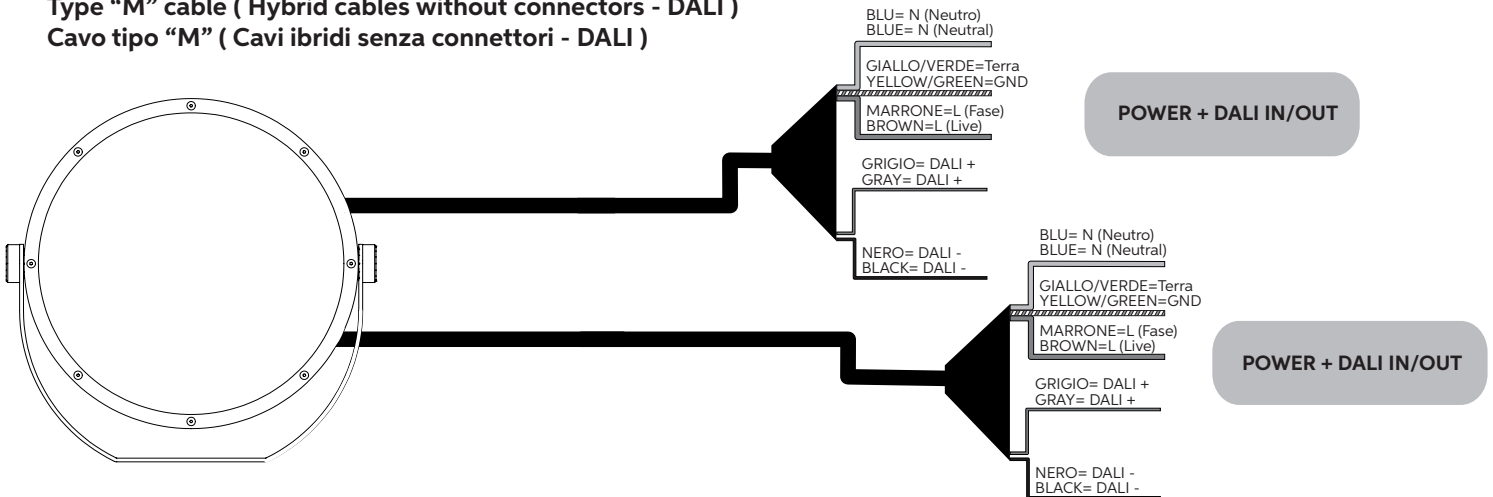 Type “M” cable ( Hybrid cables without connectors - DALI )
Cavo tipo “M” ( Cavi ibridi senza connettori - DALI )
BLU= N (Neutro)
BLUE= N (Neutral)
GIALLO/VERDE=Terra
YELLOW/GREEN=GND
MARRONE=L (Fase)
BROWN=L (Live)
GRIGIO= DALI +
GRAY= DALI +
NERO= DALI -
BLACK= DALI -
POWER + DALI IN/OUT
BLU= N (Neutro)
BLUE= N (Neutral)
GIALLO/VERDE=Terra
YELLOW/GREEN=GND
MARRONE=L (Fase)
BROWN=L (Live)
GRIGIO= DALI +
GRAY= DALI +
NERO= DALI -
BLACK= DALI -
POWER + DALI IN/OUT